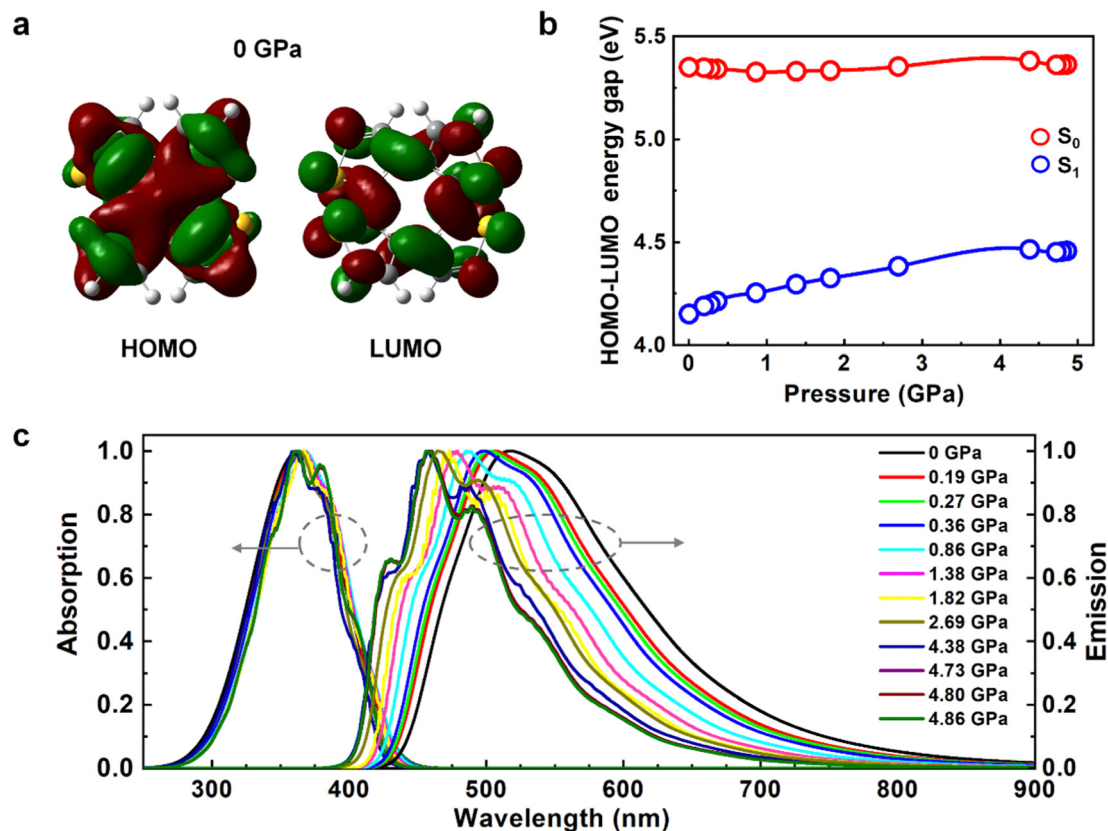 a
0 GPa
HOMO
LUMO
b
HOMO-LUMO energy gap (eV)
5.5
5.0
4.5
4.0
S0
S1
0
1
2
3
4
5
Pressure (GPa)
c
Absorption
1.0
0.8
0.6
0.4
0.2
0.0
300
400
500
600
700
800
900
Wavelength (nm)
1.0
0.8
0.6
0.4
0.2
0.0
Emission
0 GPa
0.19 GPa
0.27 GPa
0.36 GPa
0.86 GPa
1.38 GPa
1.82 GPa
2.69 GPa
4.38 GPa
4.73 GPa
4.80 GPa
4.86 GPa